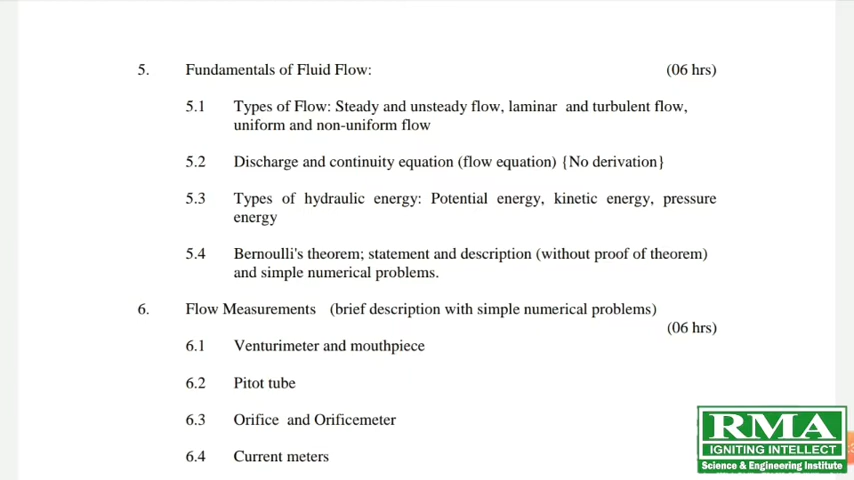 5. Fundamentals of Fluid Flow: (06 hrs)
5.1 Types of Flow: Steady and unsteady flow, laminar and turbulent flow,
uniform and non-uniform flow
5.2 Discharge and continuity equation (flow equation) {No derivation}
5.3 Types of hydraulic energy: Potential energy, kinetic energy, pressure
energy
5.4 Bernoulli's theorem; statement and description (without proof of theorem)
and simple numerical problems.
6. Flow Measurements (brief description with simple numerical problems)
(06 hrs)
6.1 Venturimeter and mouthpiece
6.2 Pitot tube
6.3 Orifice and Orificemeter
6.4 Current meters
RMA
IGNITING INTELLECT
Science & Engineering Institute